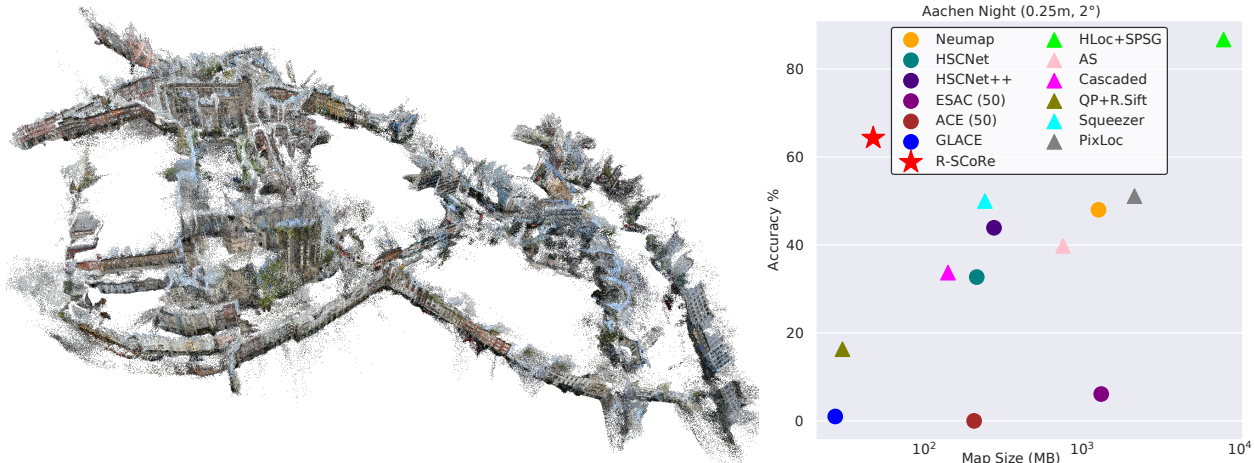 Aachen Night (0.25m, 2°)
Neumap
HSCNet
HSCNet++
ESAC (50)
ACE (50)
GLACE
R-SCoRe
HLoc+SPSG
AS
Cascaded
QP+R.Sift
Squeezer
PixLoc
Accuracy %
80
60
40
20
0
10²
10³
10⁴
Map Size (MB)